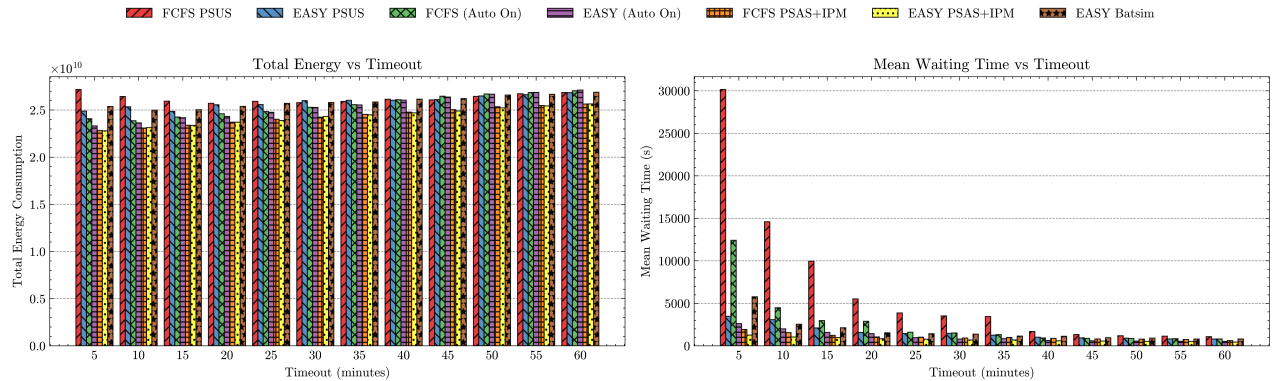 FCFS PSUS EASY PSUS FCFS (Auto On) EASY (Auto On) FCFS PSAS+IPM EASY PSAS+IPM EASY Batsim
Total Energy vs Timeout
×10¹⁰
Total Energy Consumption
2.5
2.0
1.5
1.0
0.5
0.0
5 10 15 20 25 30 35 40 45 50 55 60
Timeout (minutes)
Mean Waiting Time vs Timeout
Mean Waiting Time (s)
30000
25000
20000
15000
10000
5000
0
5 10 15 20 25 30 35 40 45 50 55 60
Timeout (minutes)